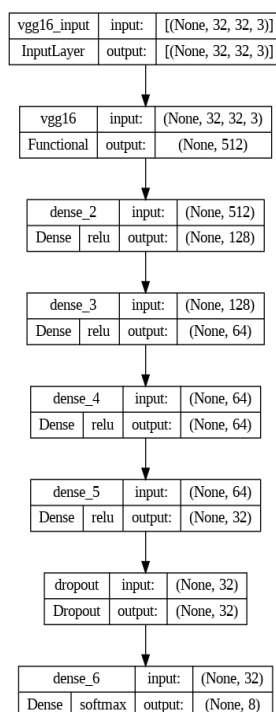 vgg16_input input: [(None, 32, 32, 3)]
InputLayer output: [(None, 32, 32, 3)]
vgg16 input: (None, 32, 32, 3)
Functional output: (None, 512)
dense_2 input: (None, 512)
Dense relu output: (None, 128)
dense_3 input: (None, 128)
Dense relu output: (None, 64)
dense_4 input: (None, 64)
Dense relu output: (None, 64)
dense_5 input: (None, 64)
Dense relu output: (None, 32)
dropout input: (None, 32)
Dropout output: (None, 32)
dense_6 input: (None, 32)
Dense softmax output: (None, 8)